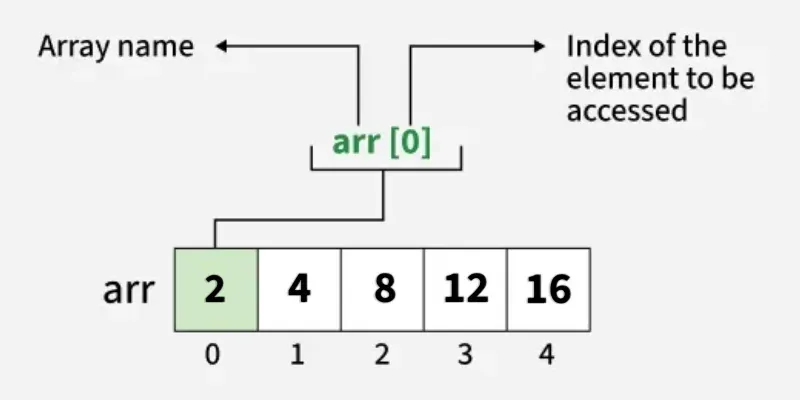 Array name
Index of the
element to be
accessed
arr [0]
arr 2 4 8 12 16
0 1 2 3 4